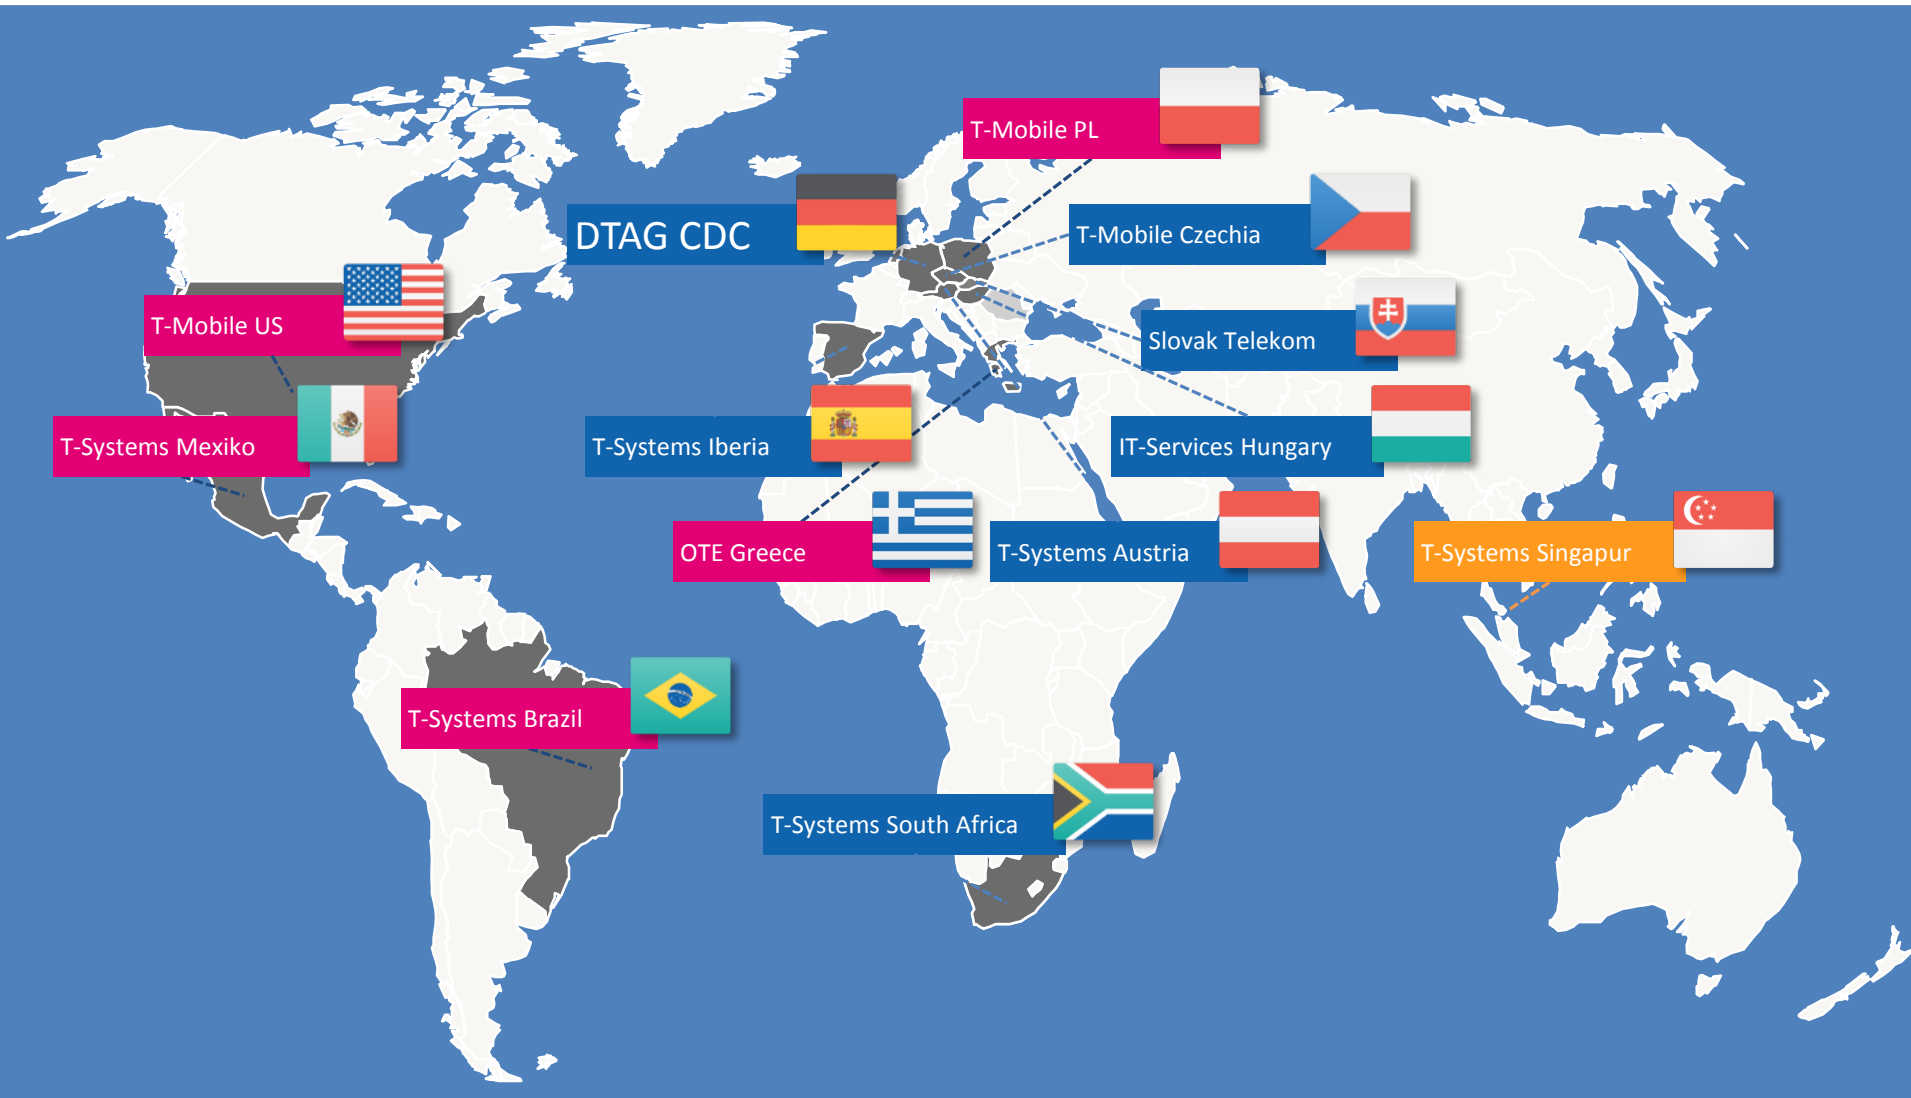 T-Mobile PL
DTAG CDC
T-Mobile Czechia
T-Mobile US
Slovak Telekom
T-Systems Mexiko
T-Systems Iberia
IT-Services Hungary
OTE Greece
T-Systems Austria
T-Systems Singapur
T-Systems Brazil
T-Systems South Africa